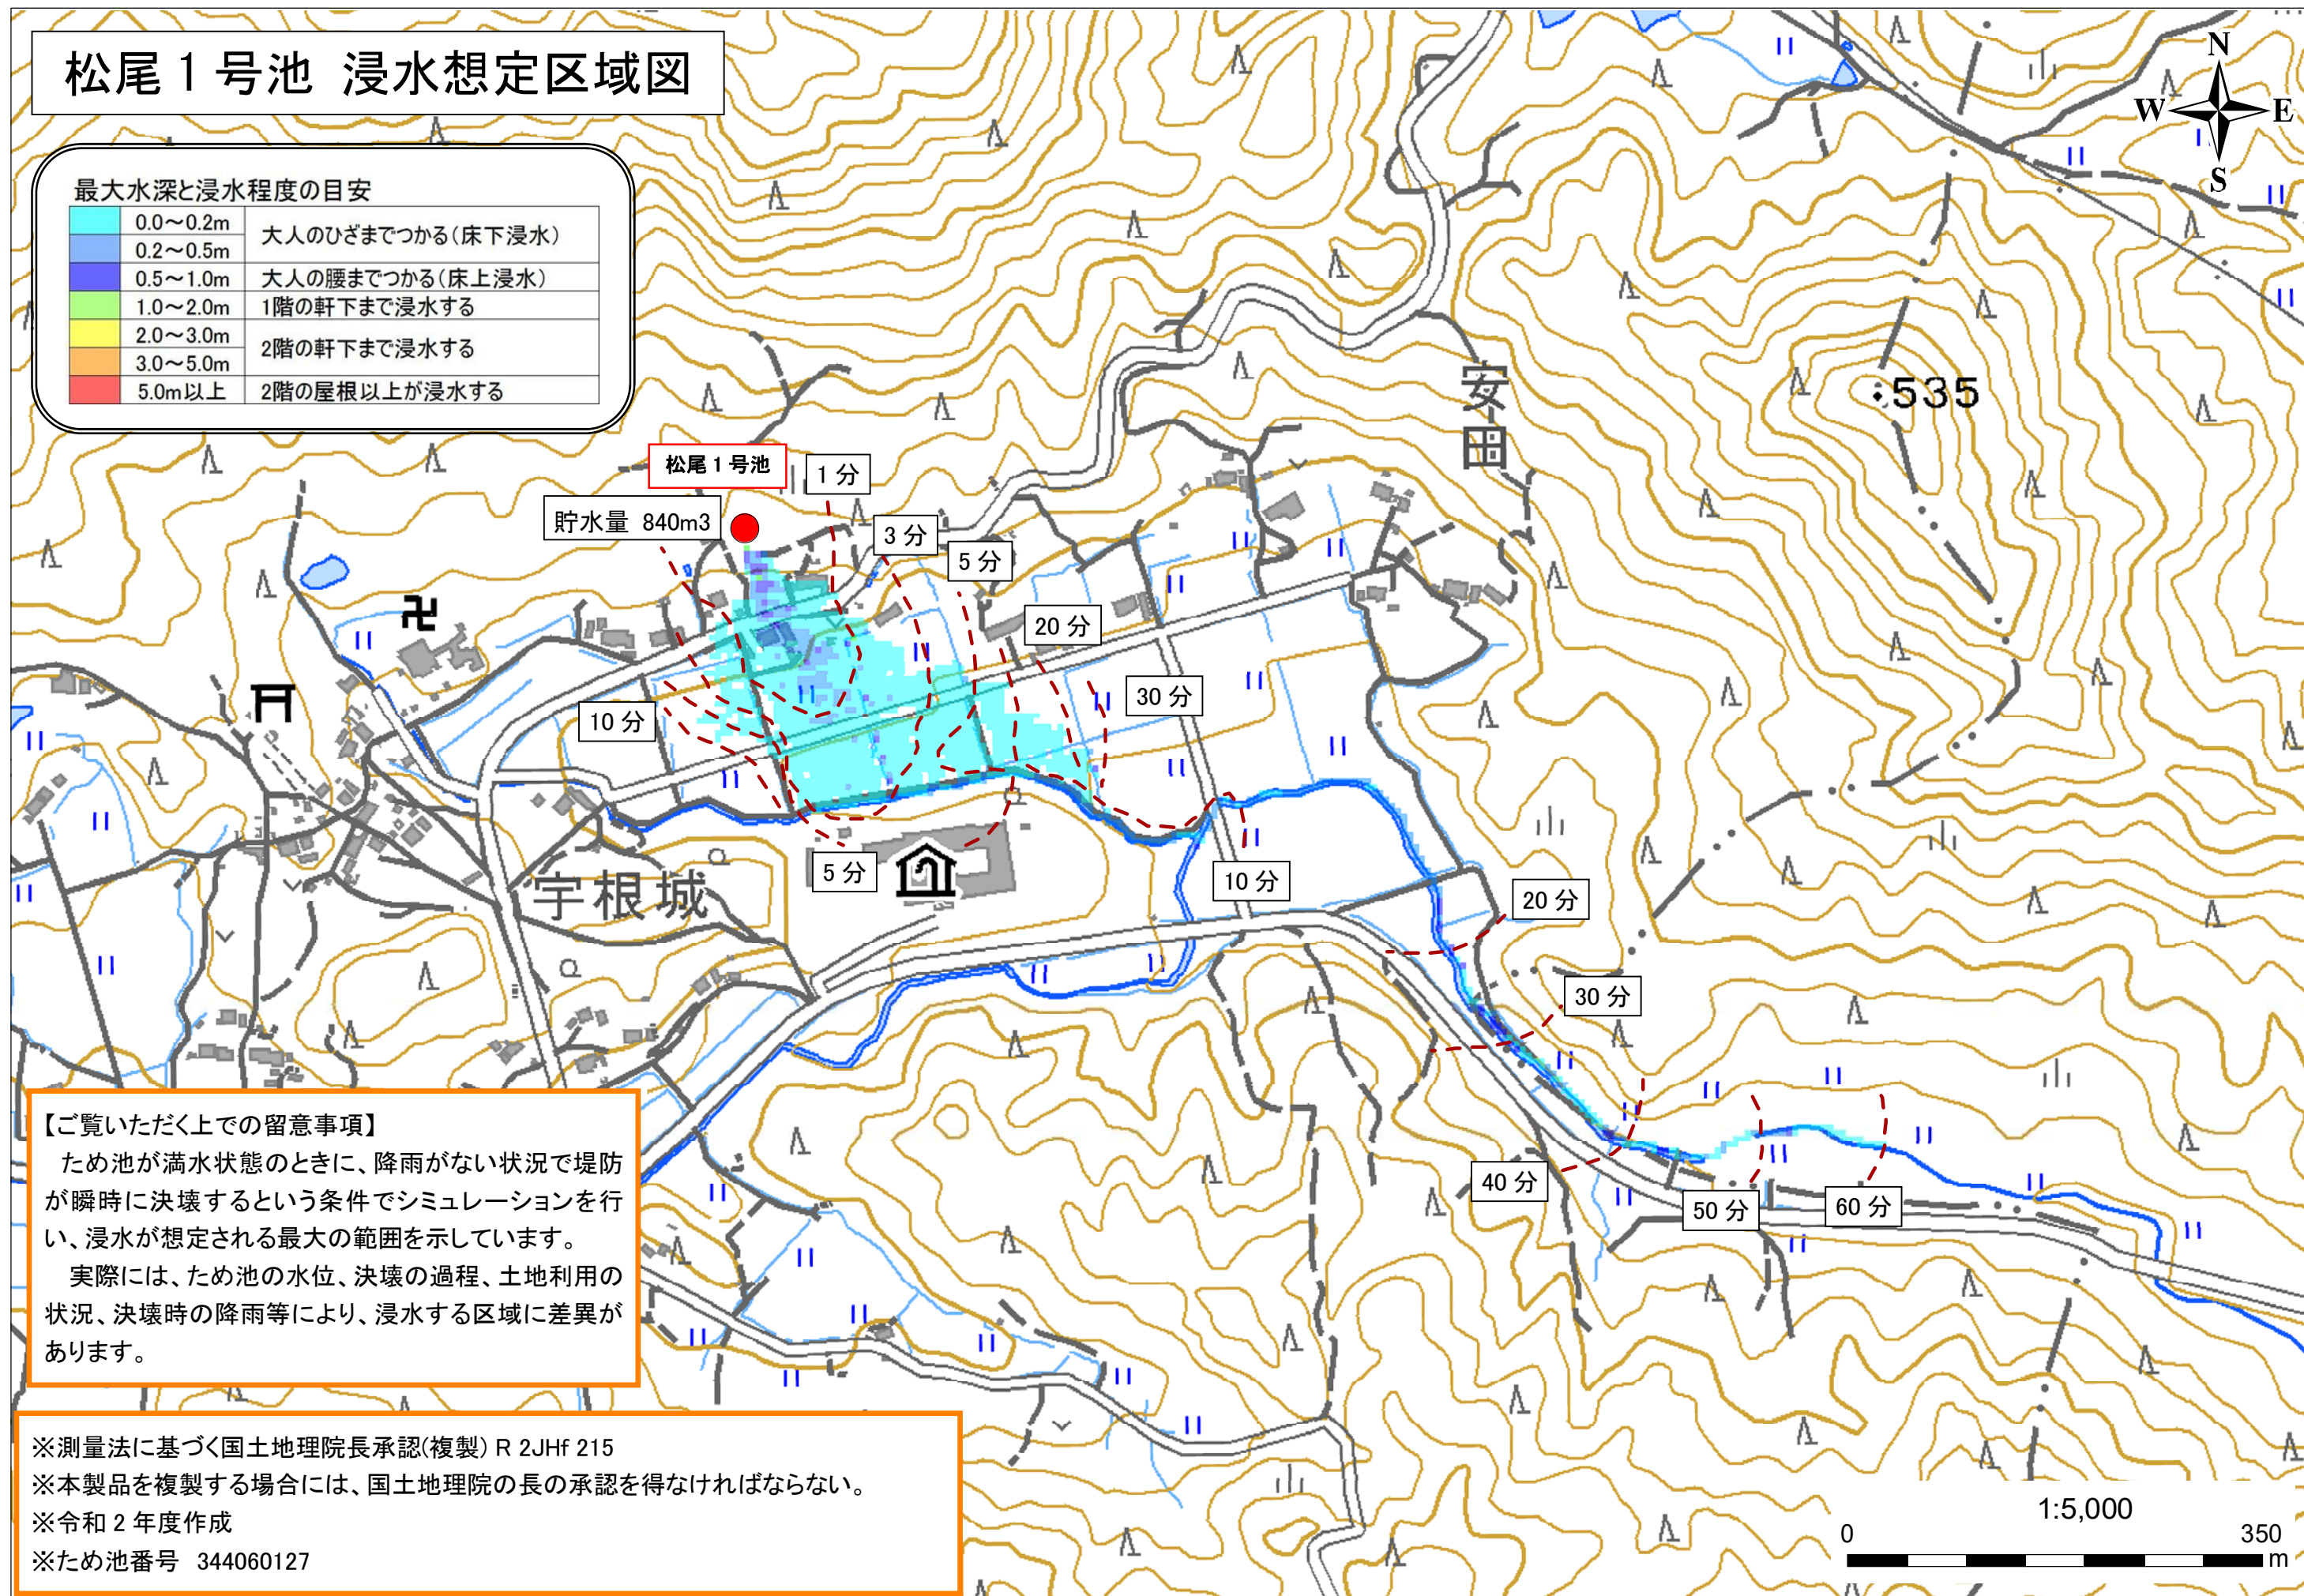 松尾1号池 浸水想定区域図
N
W E
S
最大水深と浸水程度の目安
0.0～0.2m
大人のひざまでつかる(床下浸水)
0.2～0.5m
0.5～1.0m 大人の腰までつかる(床上浸水)
1.0～2.0m 1階の軒下まで浸水する
2.0～3.0m
2階の軒下まで浸水する
3.0～5.0m
5.0m以上 2階の屋根以上が浸水する
安田
535
松尾1号池
1分
貯水量 840m3
3分
5分
20分
30分
10分
5分
10分
宇根城
20分
30分
40分
50分
60分
【ご覧いただく上での留意事項】
ため池が満水状態のときに、降雨がない状況で堤防
が瞬時に決壊するという条件でシミュレーションを行
い、浸水が想定される最大の範囲を示しています。
実際には、ため池の水位、決壊の過程、土地利用の
状況、決壊時の降雨等により、浸水する区域に差異が
あります。
※測量法に基づく国土地理院長承認(複製) R 2JHf 215
※本製品を複製する場合には、国土地理院の長の承認を得なければならない。
※令和2年度作成
※ため池番号 344060127
1:5,000
0 350
m